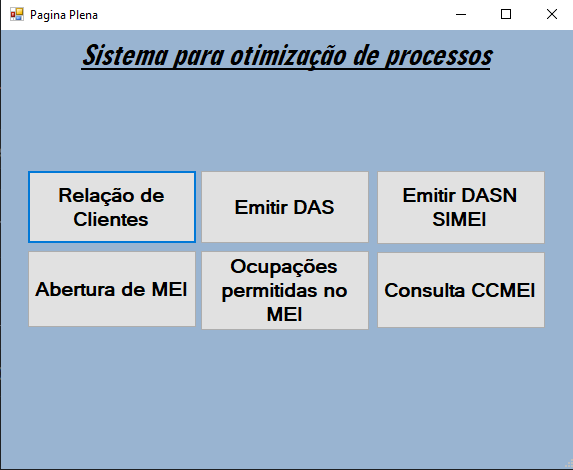 Pagina Plena
Sistema para otimização de processos
Relação de
Clientes
Emitir DAS
Emitir DASN
SIMEI
Abertura de MEI
Ocupações
permitidas no
MEI
Consulta CCMEI